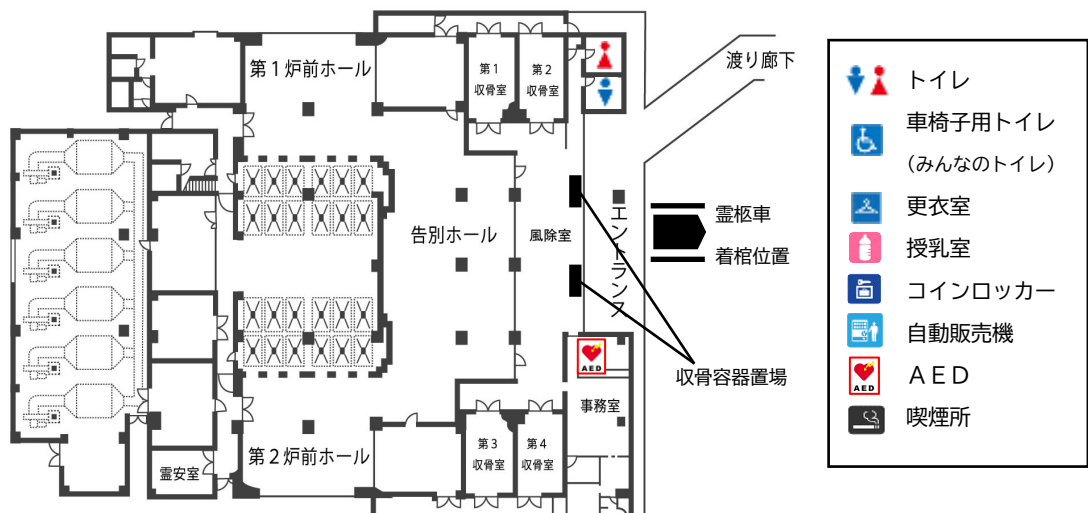 第1炉前ホール
第1
収骨室
第2
収骨室
渡り廊下
告別ホール
風除室
エントランス
霊柩車
着棺位置
収骨容器置場
AED
事務室
第3
収骨室
第4
収骨室
第2炉前ホール
霊安室
トイレ
車椅子用トイレ
(みんなのトイレ)
更衣室
授乳室
コインロッカー
自動販売機
AED
AED
喫煙所